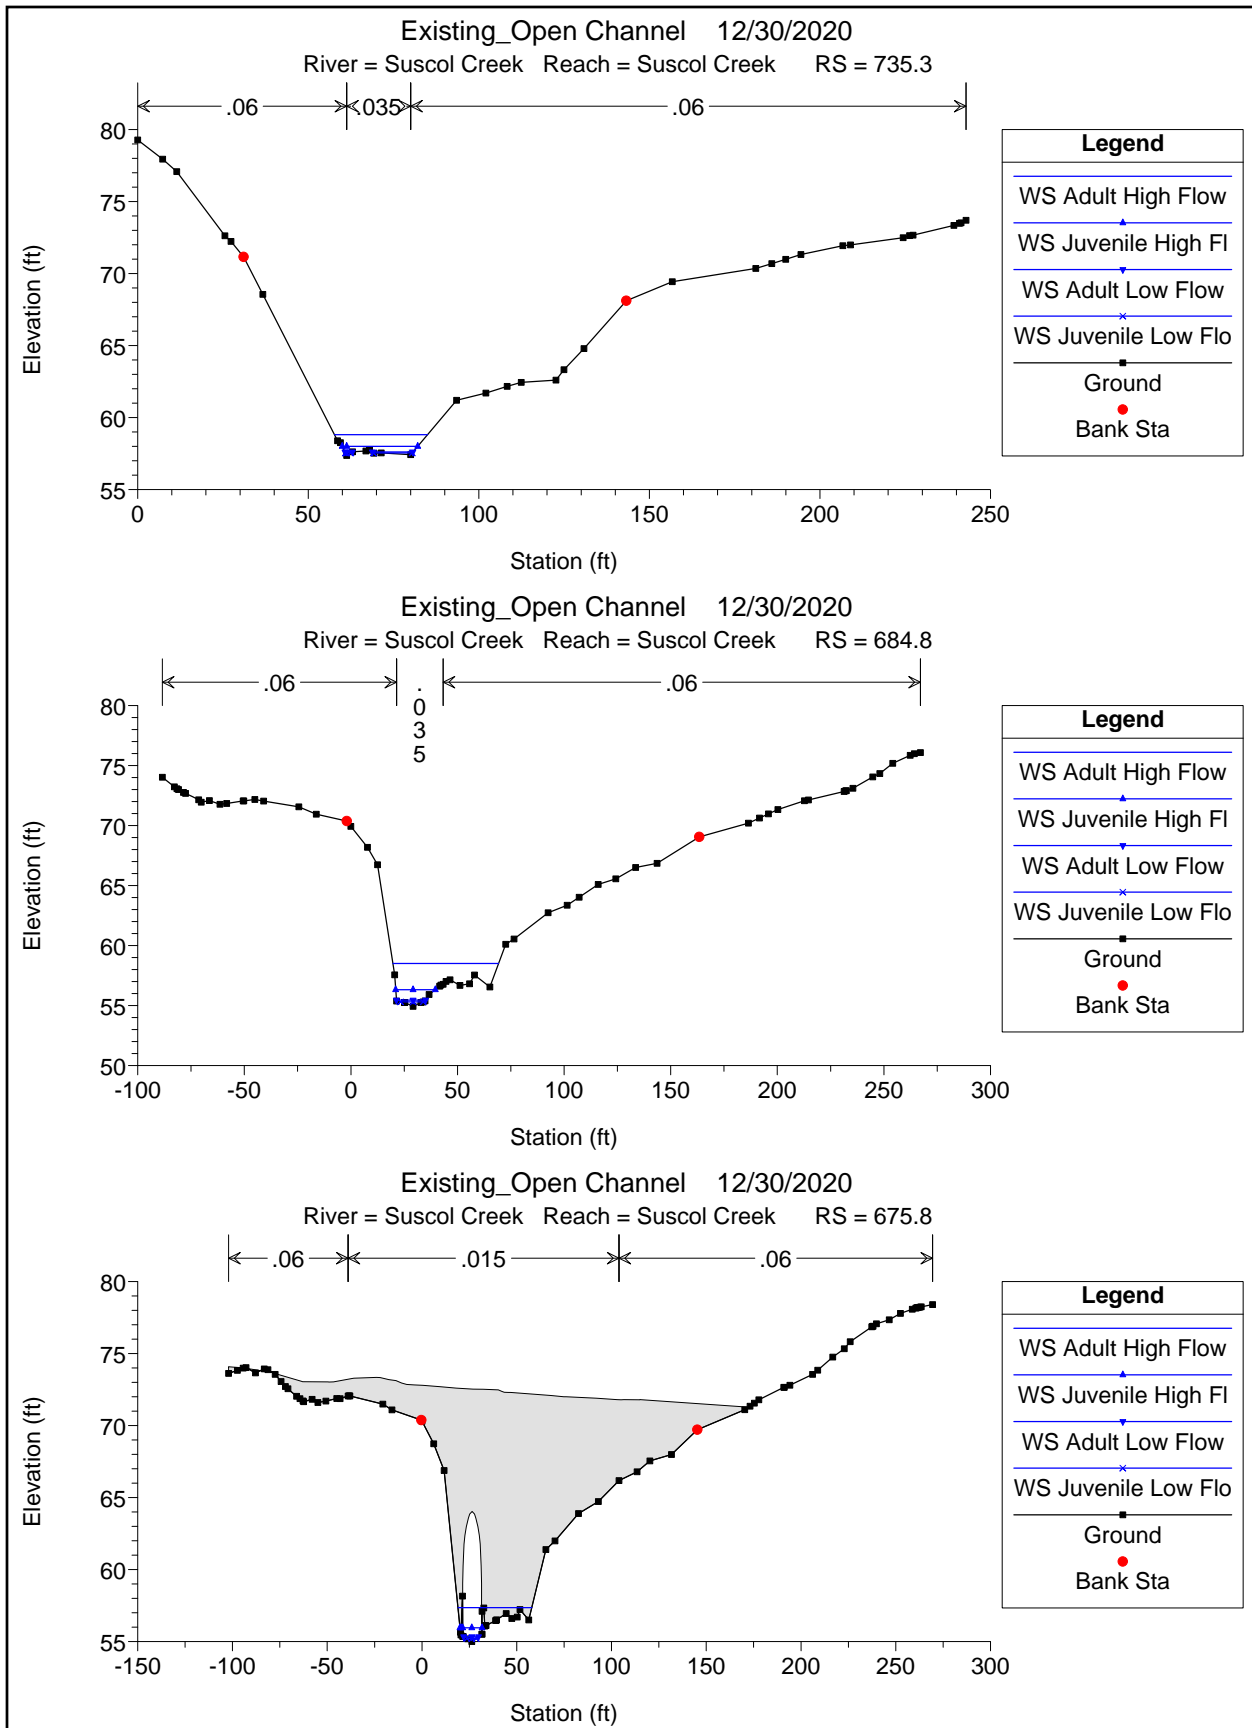 Existing_Open Channel 12/30/2020
River = Suscol Creek Reach = Suscol Creek RS = 735.3
.06 .035 .06
80
75
70
65
60
55
0 50 100 150 200 250
Elevation (ft)
Station (ft)
Legend
WS Adult High Flow
WS Juvenile High Fl
WS Adult Low Flow
WS Juvenile Low Flo
Ground
Bank Sta
Existing_Open Channel 12/30/2020
River = Suscol Creek Reach = Suscol Creek RS = 684.8
.06 .035 .06
80
75
70
65
60
55
50
-100 -50 0 50 100 150 200 250 300
Elevation (ft)
Station (ft)
Legend
WS Adult High Flow
WS Juvenile High Fl
WS Adult Low Flow
WS Juvenile Low Flo
Ground
Bank Sta
Existing_Open Channel 12/30/2020
River = Suscol Creek Reach = Suscol Creek RS = 675.8
.06 .015 .06
80
75
70
65
60
55
-150 -100 -50 0 50 100 150 200 250 300
Elevation (ft)
Station (ft)
Legend
WS Adult High Flow
WS Juvenile High Fl
WS Adult Low Flow
WS Juvenile Low Flo
Ground
Bank Sta